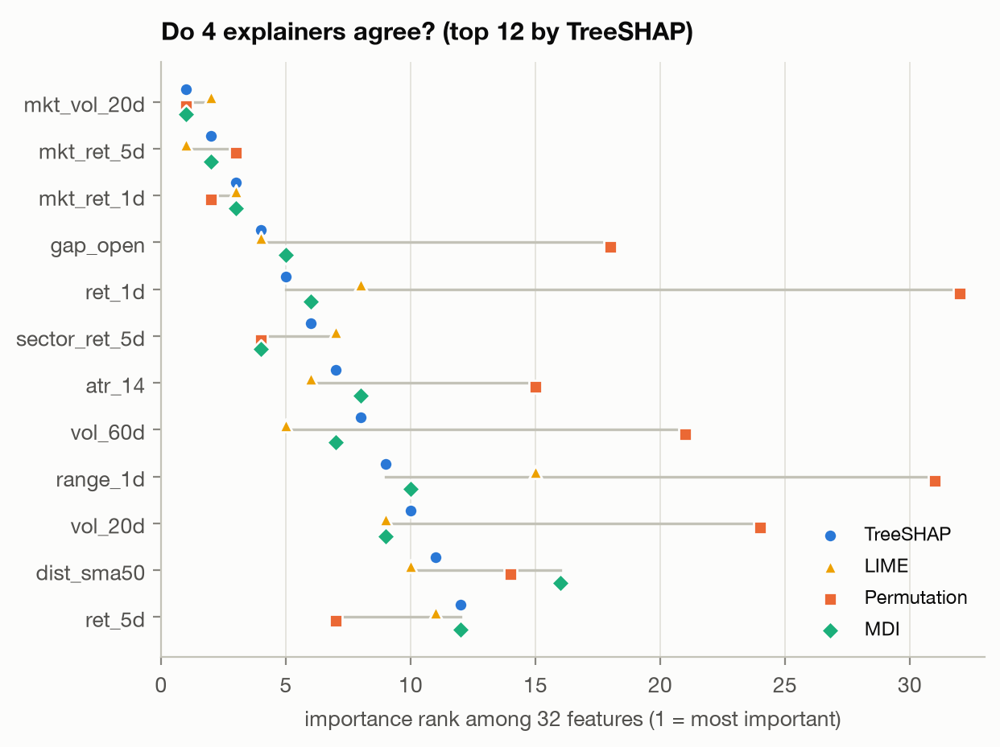 Do 4 explainers agree? (top 12 by TreeSHAP)
mkt_vol_20d
mkt_ret_5d
mkt_ret_1d
gap_open
ret_1d
sector_ret_5d
atr_14
vol_60d
range_1d
vol_20d
dist_sma50
ret_5d
TreeSHAP
LIME
Permutation
MDI
0 5 10 15 20 25 30
importance rank among 32 features (1 = most important)